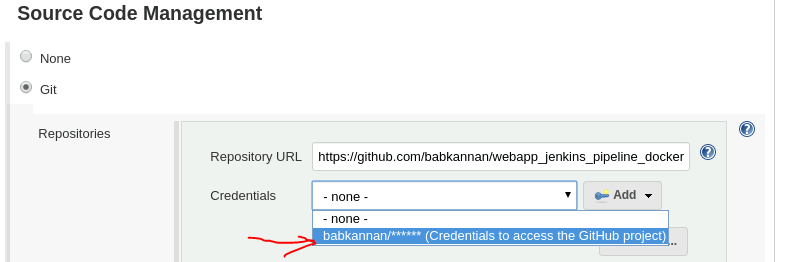 Source Code Management
None
Git
Repositories
Repository URL https://github.com/babkannan/webapp_jenkins_pipeline_docker
Credentials - none - Add
- none -
babkannan/****** (Credentials to access the GitHub project)
...